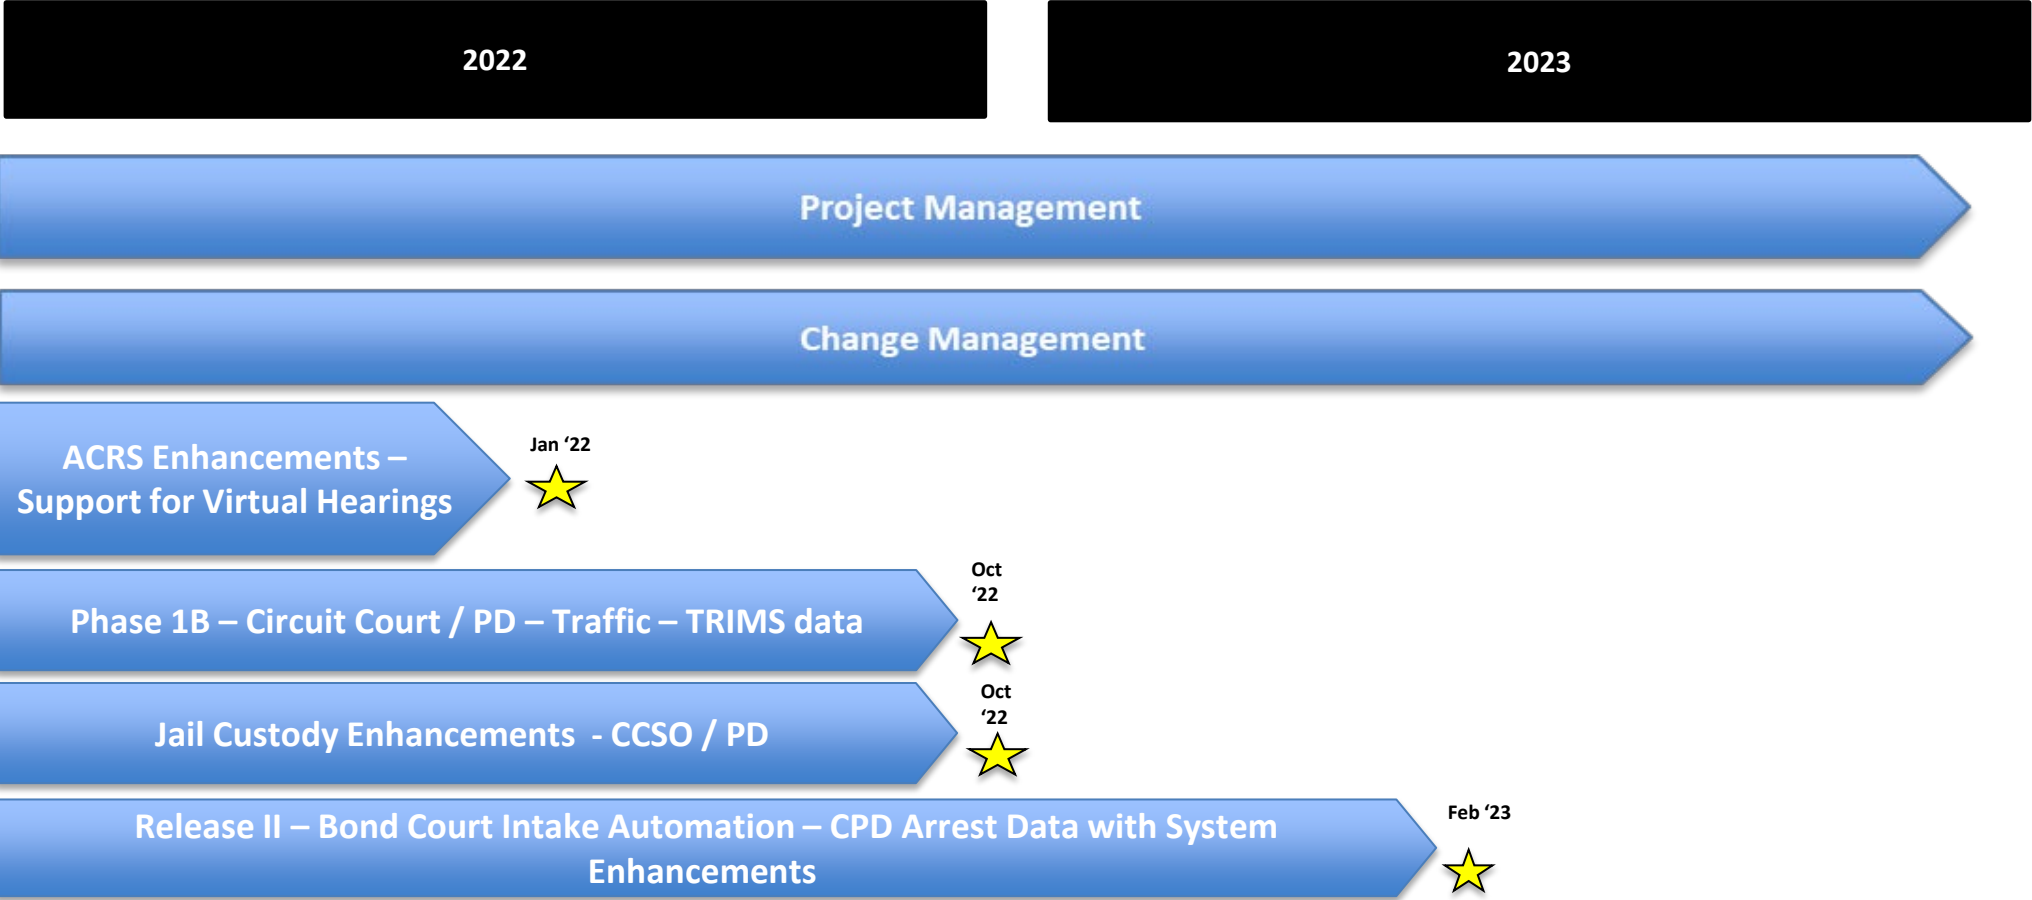 2022
2023
Project Management
Change Management
ACRS Enhancements –
Support for Virtual Hearings
Jan ‘22
Phase 1B – Circuit Court / PD – Traffic – TRIMS data
Oct
‘22
Jail Custody Enhancements - CCSO / PD
Oct
‘22
Release II – Bond Court Intake Automation – CPD Arrest Data with System
Enhancements
Feb ‘23